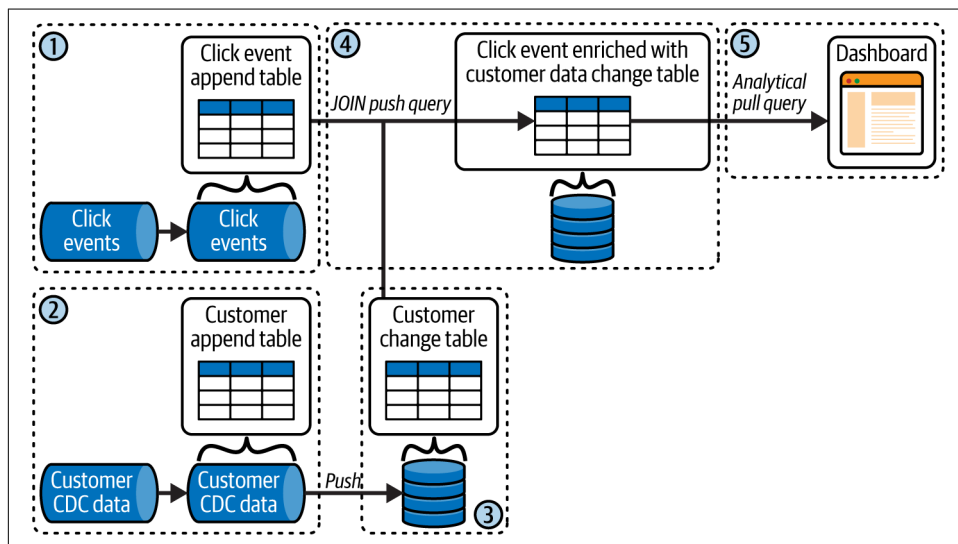 1
Click event
append table
Click
events
Click
events
4
JOIN push query
Click event enriched with
customer data change table
5
Analytical
pull query
Dashboard
2
Customer
append table
Customer
CDC data
Customer
CDC data
Push
Customer
change table
3